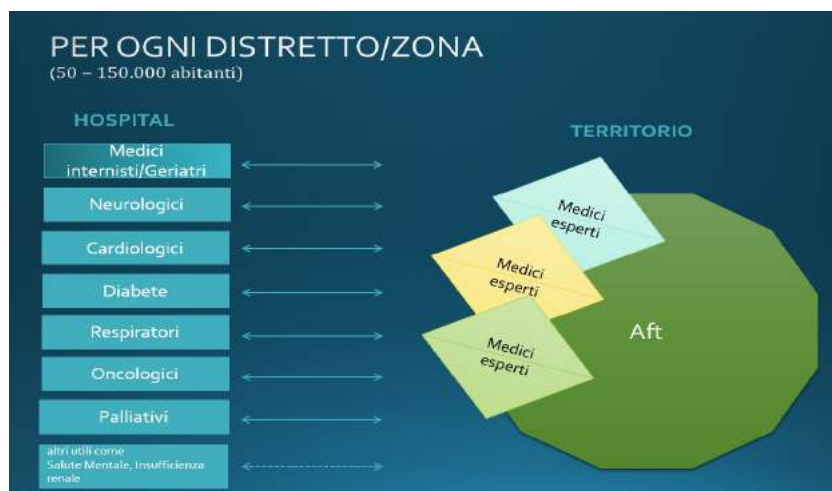 PER OGNI DISTRETTO/ZONA
(50 – 150.000 abitanti)
HOSPITAL
Medici
internisti/Geriatri
Neurologici
Cardiologici
Diabete
Respiratori
Oncologici
Palliativi
altri utili come
Salute Mentale, Insufficienza
renale
TERRITORIO
Medici
esperti
Medici
esperti
Medici
esperti
Aft